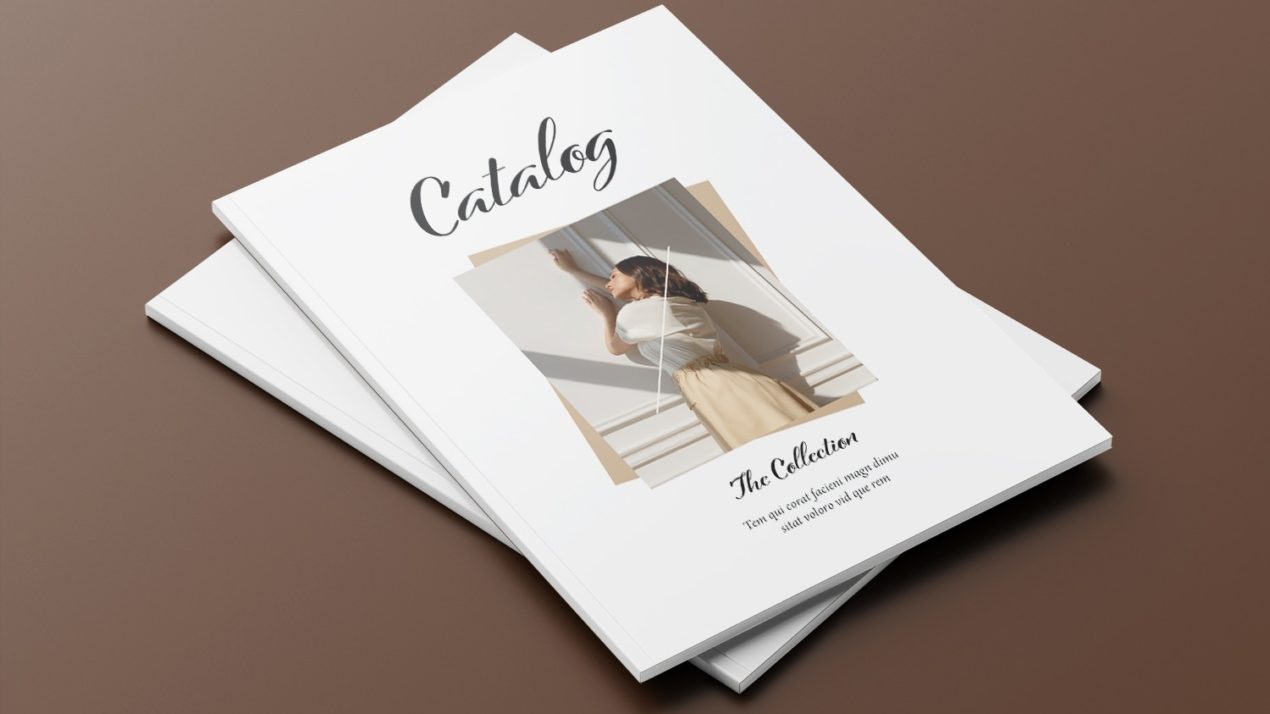 Catalog
The Collection
Tem qui corat facieni magn dimu
sitat voloro vid que rem